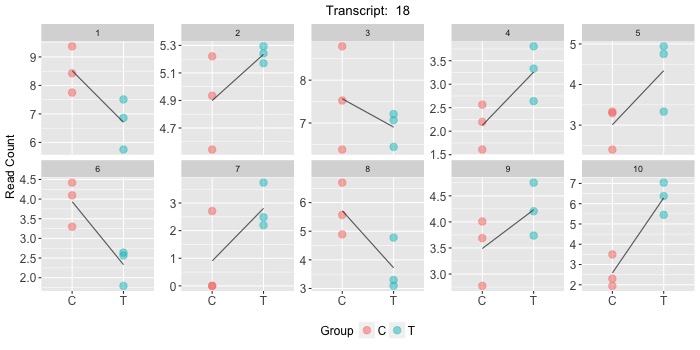 Transcript: 18
1 2 3 4 5
9 8 7 6
5.3 5.1 4.9 4.7
8 7
3.5 3.0 2.5 2.0 1.5
5 4 3
Read Count
6 7 8 9 10
4.5 4.0 3.5 3.0 2.5 2.0
3 2 1 0
6 5 4 3
4.5 4.0 3.5 3.0
7 6 5 4 3 2
C T C T C T C T C T
Group C T